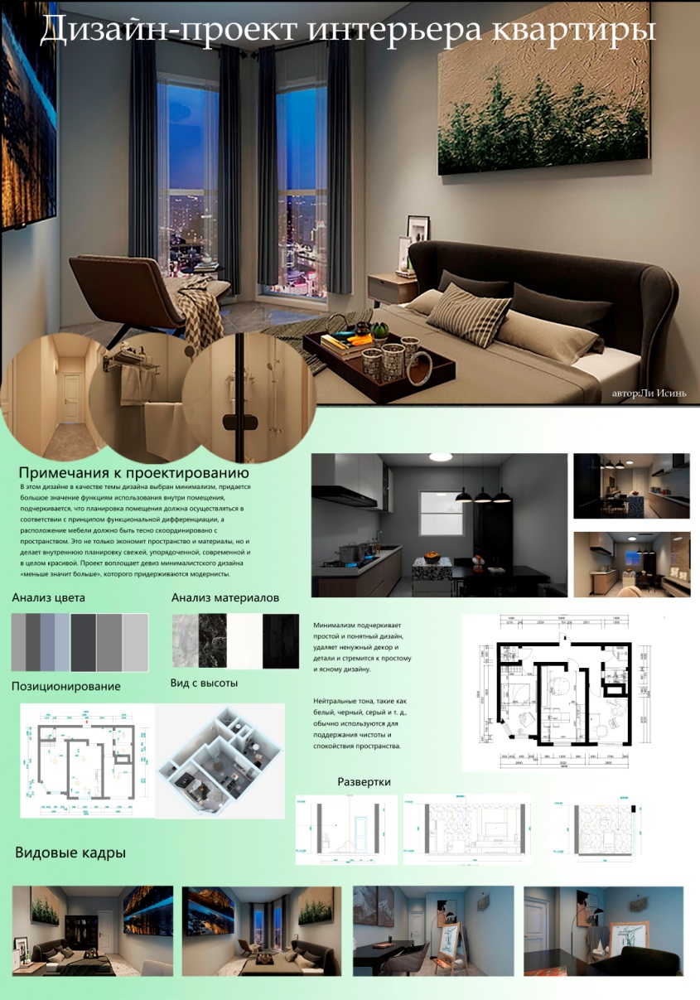 Дизайн-проект интерьера квартиры
автор:Ли Исинь
Примечания к проектированию
В этом дизайне в качестве темы дизайна выбран минимализм, придается
большое значение функциям использования внутри помещения,
подчеркивается, что планировка помещения должна осуществляться в
соответствии с принципом функциональной дифференциации, а
расположение мебели должно быть тесно скоординировано с
пространством. Это не только экономит пространство и материалы, но и
делает внутреннюю планировку свежей, упорядоченной, современной и
в целом красивой. Проект воплощает девиз минималистского дизайна
«меньше значит больше», которого придерживаются модернисты.
Анализ цвета
Анализ материалов
Позиционирование
Вид с высоты
Минимализм подчеркивает
простой и понятный дизайн,
удаляет ненужный декор и
детали и стремится к простому
и ясному дизайну.
Нейтральные тона, такие как
белый, черный, серый и т. д.,
обычно используются для
поддержания чистоты и
спокойствия пространства.
Развертки
Видовые кадры